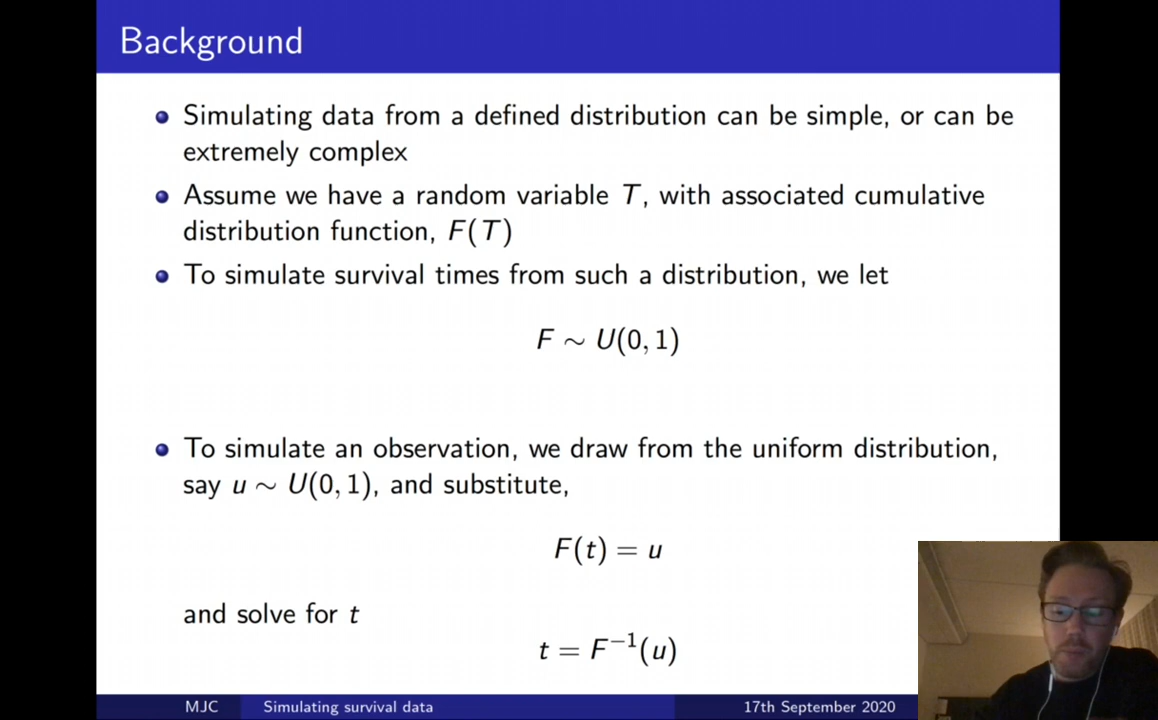 Background
Simulating data from a defined distribution can be simple, or can be
extremely complex
Assume we have a random variable T, with associated cumulative
distribution function, F(T)
To simulate survival times from such a distribution, we let
F ∼ U(0, 1)
To simulate an observation, we draw from the uniform distribution,
say u ∼ U(0, 1), and substitute,
F(t) = u
and solve for t
t = F⁻¹(u)
MJC Simulating survival data 17th September 2020